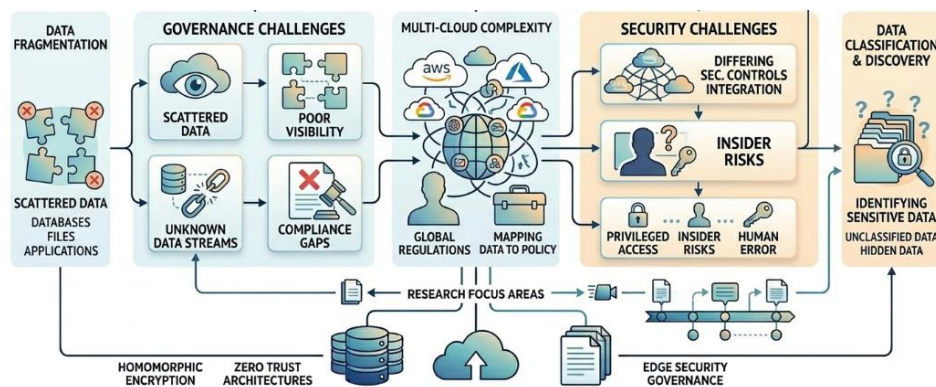 DATA
FRAGMENTATION
SCATTERED DATA
DATABASES
FILES
APPLICATIONS
GOVERNANCE CHALLENGES
SCATTERED
DATA
POOR
VISIBILITY
UNKNOWN
DATA STREAMS
COMPLIANCE
GAPS
MULTI-CLOUD COMPLEXITY
aws
GLOBAL
REGULATIONS
MAPPING
DATA TO POLICY
SECURITY CHALLENGES
DIFFERING
SEC. CONTROLS
INTEGRATION
INSIDER
RISKS
PRIVILEGED
ACCESS
INSIDER
RISKS
HUMAN
ERROR
DATA
CLASSIFICATION
& DISCOVERY
IDENTIFYING
SENSITIVE DATA
UNCLASSIFIED DATA
HIDDEN DATA
RESEARCH FOCUS AREAS
HOMOMORPHIC
ENCRYPTION
ZERO TRUST
ARCHITECTURES
EDGE SECURITY
GOVERNANCE